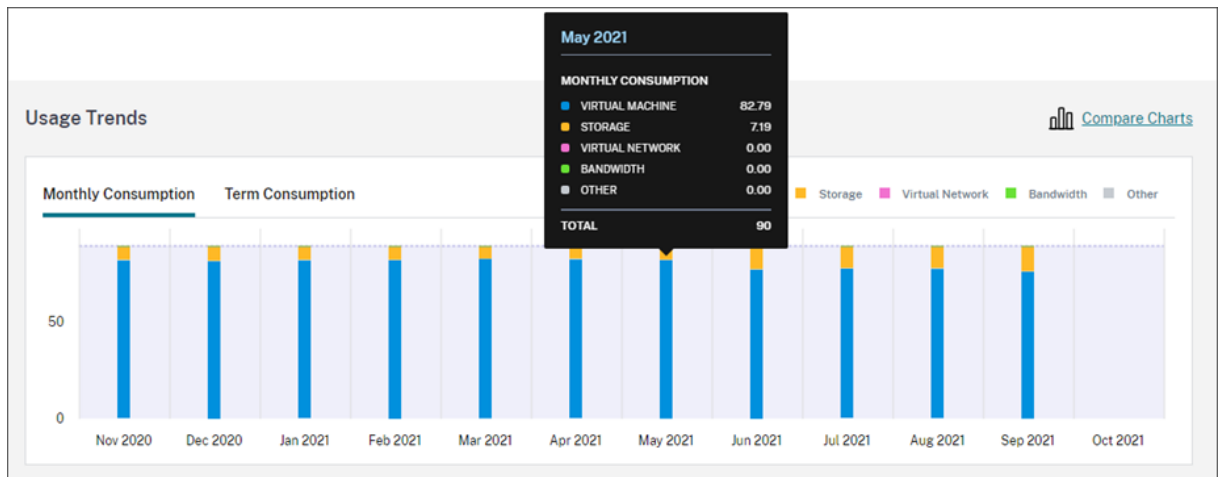 May 2021
MONTHLY CONSUMPTION
VIRTUAL MACHINE 82.79
STORAGE 7.19
VIRTUAL NETWORK 0.00
BANDWIDTH 0.00
OTHER 0.00
TOTAL 90
Usage Trends
Compare Charts
Monthly Consumption Term Consumption
Storage Virtual Network Bandwidth Other
50
0
Nov 2020 Dec 2020 Jan 2021 Feb 2021 Mar 2021 Apr 2021 May 2021 Jun 2021 Jul 2021 Aug 2021 Sep 2021 Oct 2021